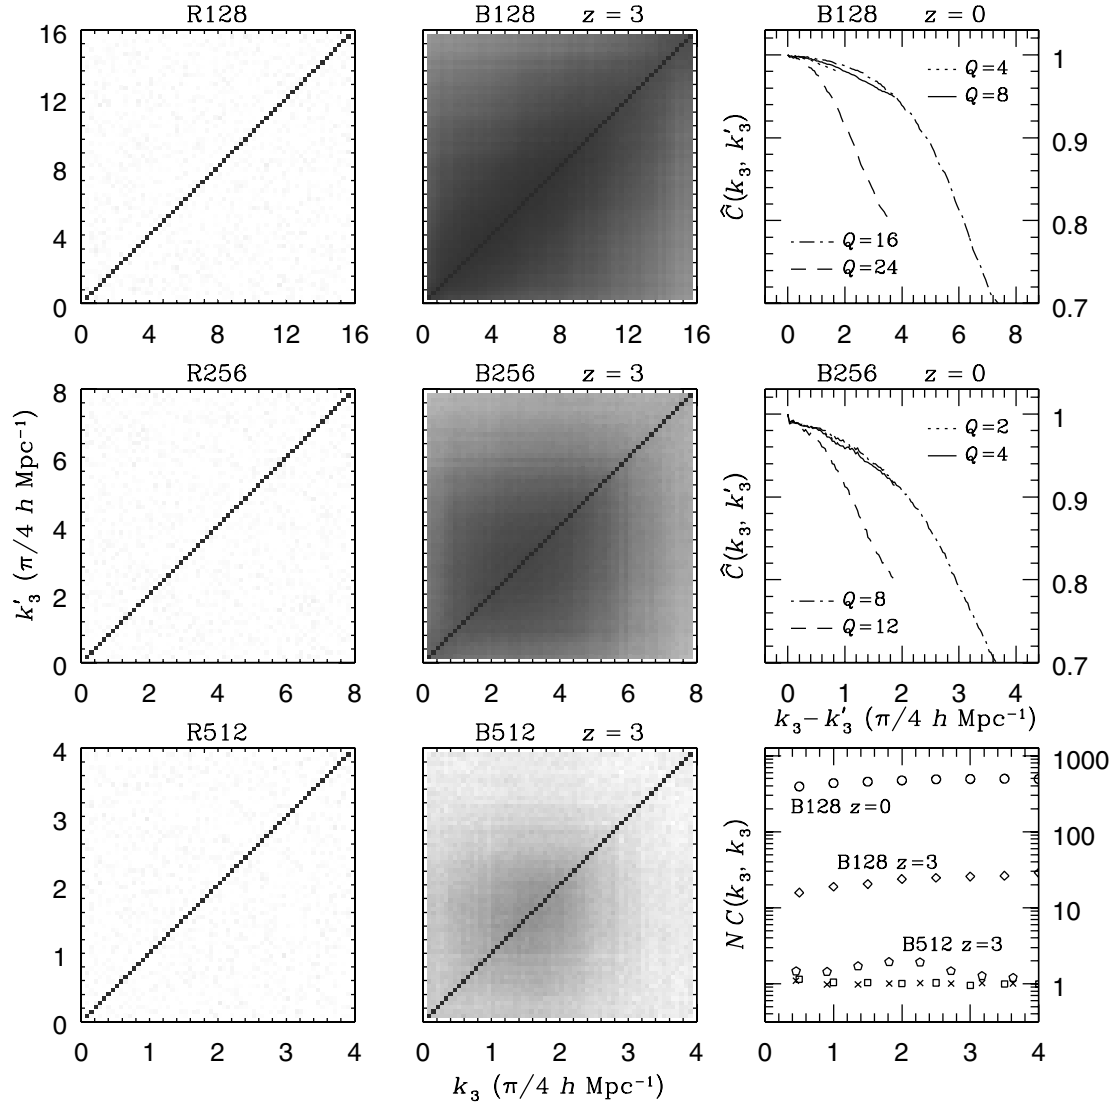 R128
B128 z = 3
B128 z = 0
16
12
8
4
0
0 4 8 12 16
0 4 8 12 16
Q=4
Q=8
Q=16
Q=24
Ĉ(k₃, k₃′)
1
0.9
0.8
0.7
0 2 4 6 8
R256
B256 z = 3
B256 z = 0
k₃′ (π/4 h Mpc⁻¹)
8
6
4
2
0
0 2 4 6 8
0 2 4 6 8
Q=2
Q=4
Q=8
Q=12
Ĉ(k₃, k₃′)
1
0.9
0.8
0.7
0 1 2 3 4
k₃−k₃′ (π/4 h Mpc⁻¹)
R512
B512 z = 3
4
3
2
1
0
0 1 2 3 4
0 1 2 3 4
k₃ (π/4 h Mpc⁻¹)
B128 z=0
B128 z=3
B512 z=3
NC(k₃, k₃)
1000
100
10
1
0 1 2 3 4